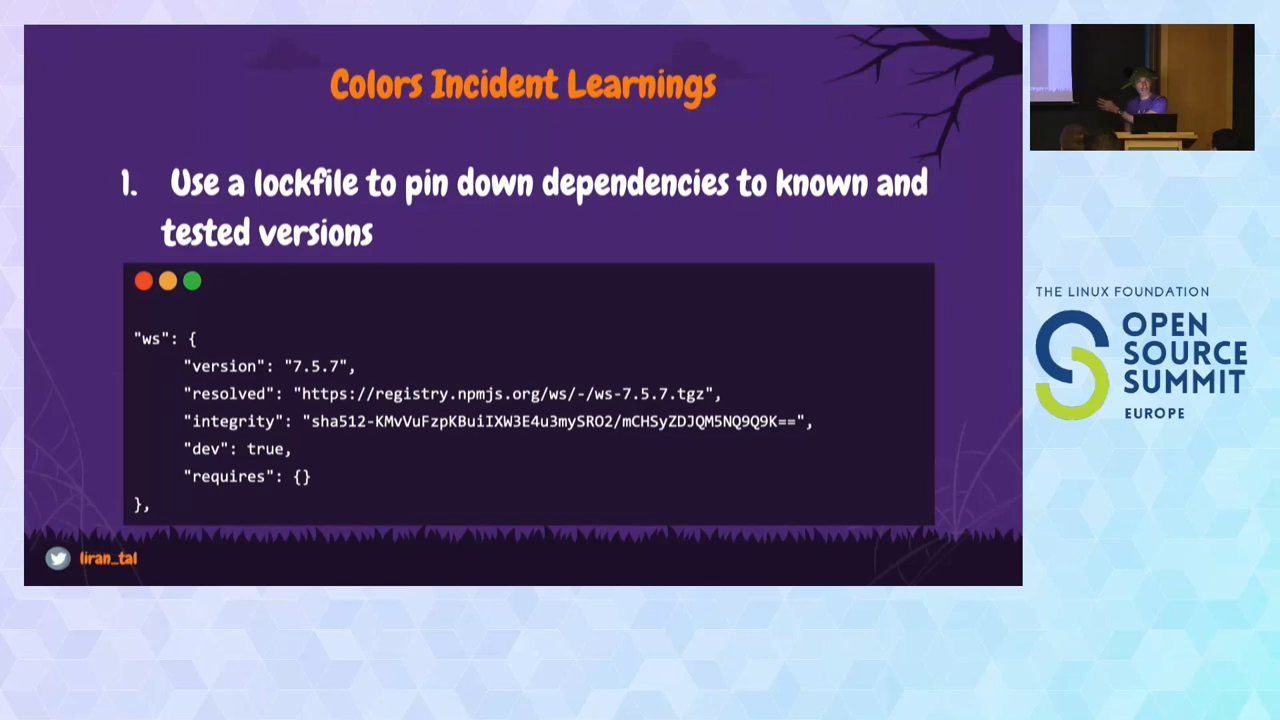 Colors Incident Learnings
1. Use a lockfile to pin down dependencies to known and
tested versions
"ws": {
"version": "7.5.7",
"resolved": "https://registry.npmjs.org/ws/-/ws-7.5.7.tgz",
"integrity": "sha512-KMvVuFzpKBuiIXW3E4u3mySRO2/mCHSyZDJQM5NQ9Q9K==",
"dev": true,
"requires": {}
},
liran_tal
THE LINUX FOUNDATION
OPEN
SOURCE
SUMMIT
EUROPE